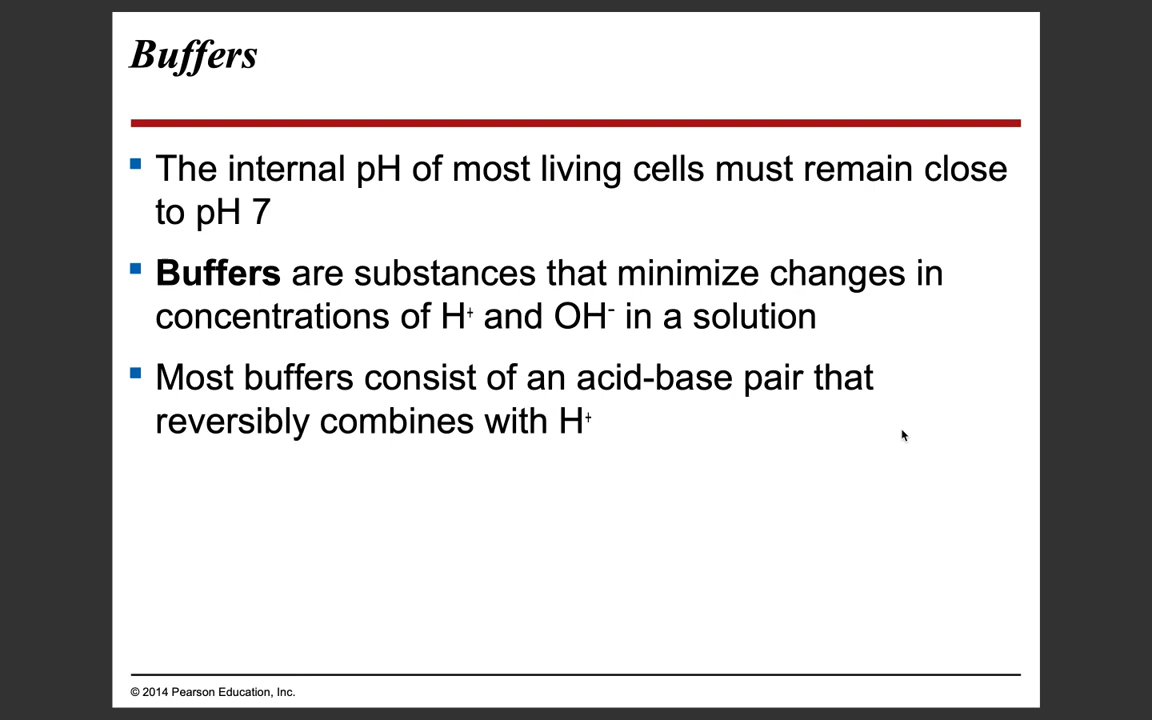 Buffers
▪ The internal pH of most living cells must remain close
to pH 7
▪ Buffers are substances that minimize changes in
concentrations of H⁺ and OH⁻ in a solution
▪ Most buffers consist of an acid-base pair that
reversibly combines with H⁺
© 2014 Pearson Education, Inc.